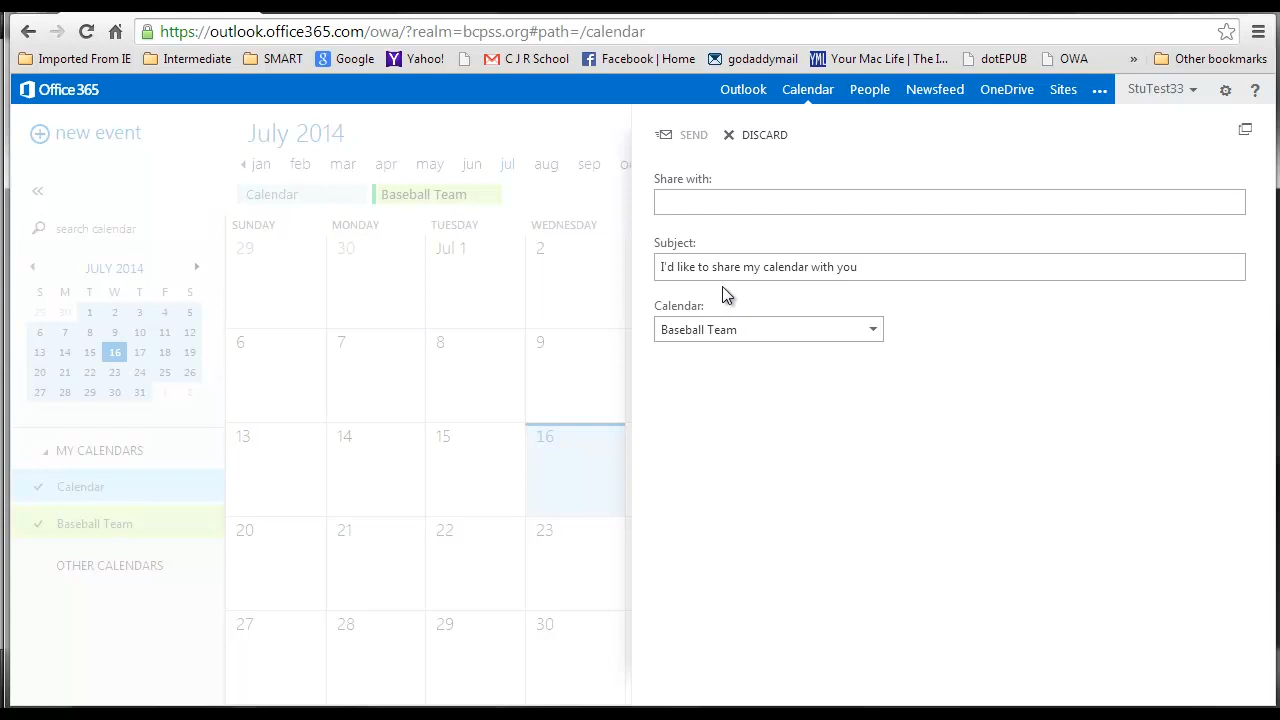 https://outlook.office365.com/owa/?realm=bcpss.org#path=/calendar
Imported From IE Intermediate SMART Google Yahoo! C J R School Facebook | Home godaddymail Your Mac Life | The I... dotEPUB OWA » Other bookmarks
Office 365 Outlook Calendar People Newsfeed OneDrive Sites ... StuTest33 ?
new event
«
search calendar
JULY 2014
S M T W T F S
29 30 1 2 3 4 5
6 7 8 9 10 11 12
13 14 15 16 17 18 19
20 21 22 23 24 25 26
27 28 29 30 31 1 2
MY CALENDARS
Calendar
Baseball Team
OTHER CALENDARS
July 2014
jan feb mar apr may jun jul aug sep
Calendar Baseball Team
SUNDAY MONDAY TUESDAY WEDNESDAY
29 30 Jul 1 2
6 7 8 9
13 14 15 16
20 21 22 23
27 28 29 30
SEND DISCARD
Share with:
Subject:
I'd like to share my calendar with you
Calendar:
Baseball Team